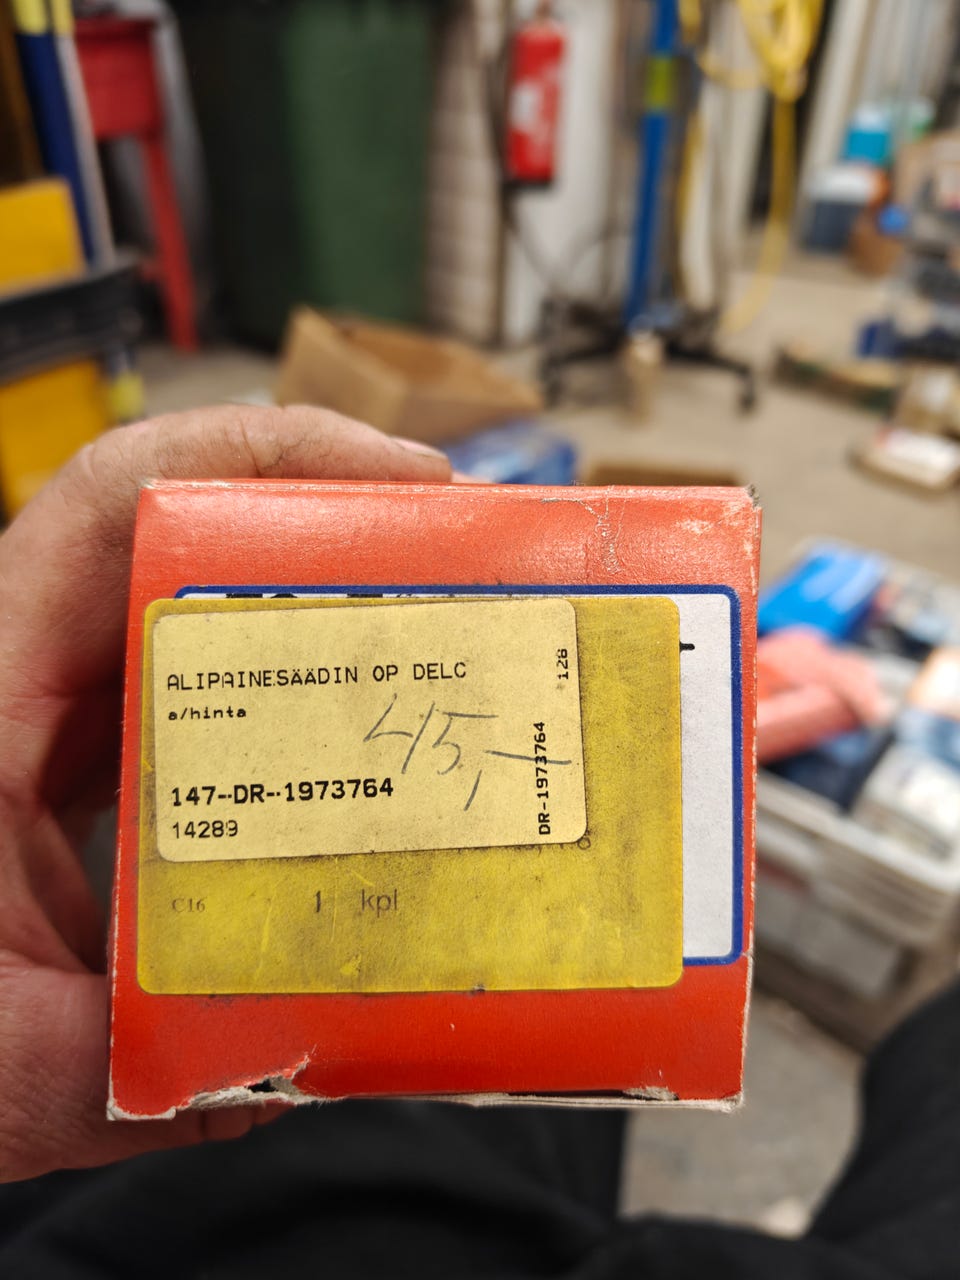 ALIPAINESÄÄDIN OP DELC
a/hinta
45,—
147-DR-1973764
14289
128
DR-1973764
C16 1 kpl